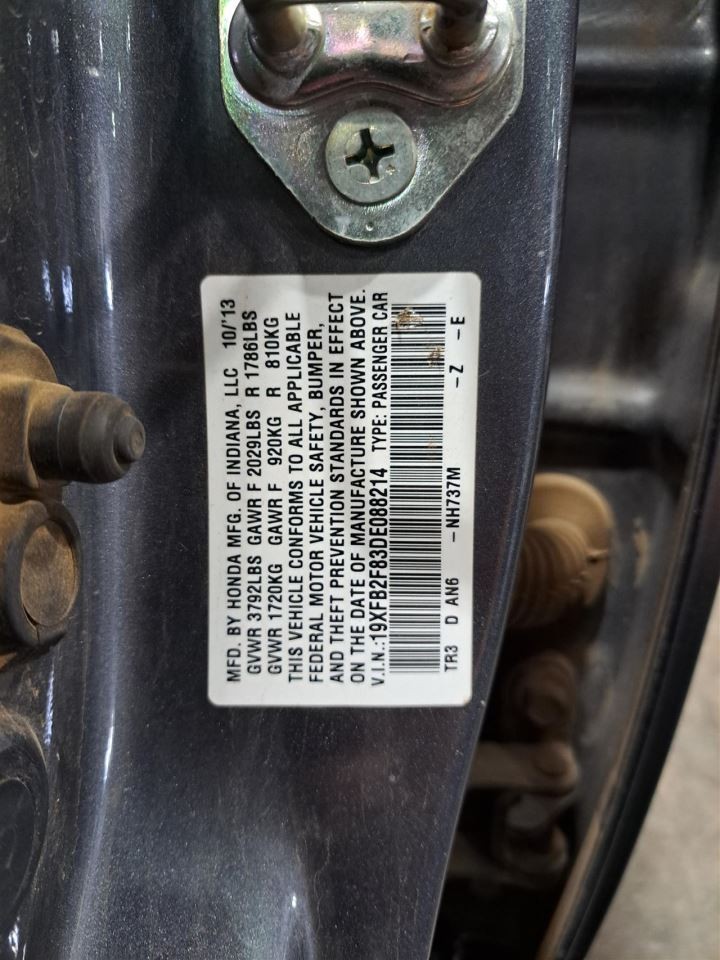 MFD. BY HONDA MFG. OF INDIANA, LLC 10/'13
GVWR 3792LBS GAWR F 2029LBS R 1786LBS
GVWR 1720KG GAWR F 920KG R 810KG
THIS VEHICLE CONFORMS TO ALL APPLICABLE
FEDERAL MOTOR VEHICLE SAFETY, BUMPER,
AND THEFT PREVENTION STANDARDS IN EFFECT
ON THE DATE OF MANUFACTURE SHOWN ABOVE.
V.I.N.:19XFB2F83DE088214 TYPE: PASSENGER CAR
TR3 D AN6 -NH737M -Z -E